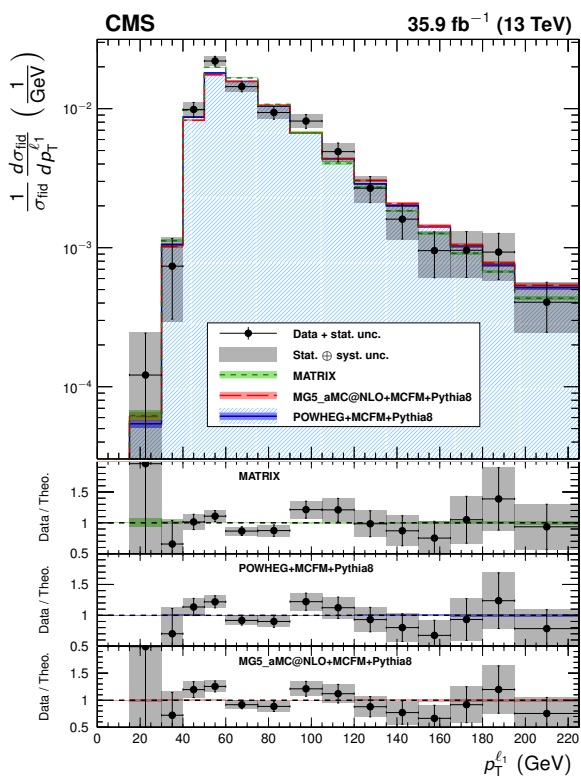 CMS 35.9 fb⁻¹ (13 TeV)
1/σ_fid dσ_fid/dp_T^ℓ₁ (1/GeV)
10⁻²
10⁻³
10⁻⁴
Data + stat. unc.
Stat. ⊕ syst. unc.
MATRIX
MG5_aMC@NLO+MCFM+Pythia8
POWHEG+MCFM+Pythia8
Data / Theo.
1.5
1
0.5
MATRIX
Data / Theo.
1.5
1
0.5
POWHEG+MCFM+Pythia8
Data / Theo.
1.5
1
0.5
MG5_aMC@NLO+MCFM+Pythia8
0 20 40 60 80 100 120 140 160 180 200 220
p_T^ℓ₁ (GeV)